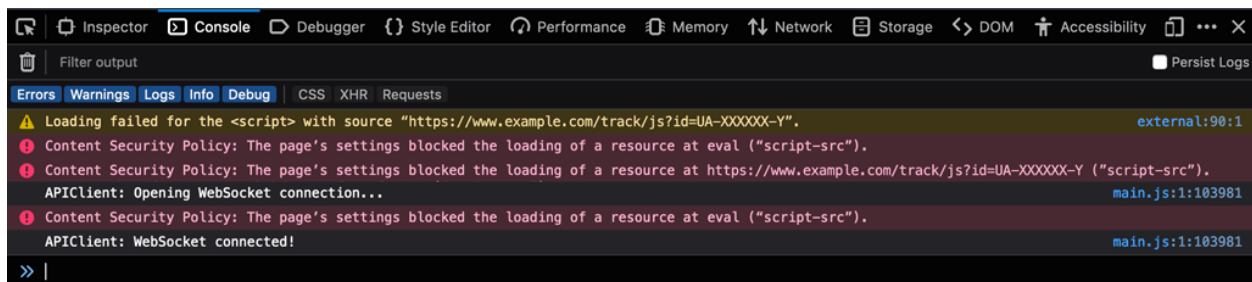 Inspector Console Debugger {} Style Editor Performance Memory Network Storage DOM Accessibility
Filter output Persist Logs
Errors Warnings Logs Info Debug CSS XHR Requests
Loading failed for the <script> with source “https://www.example.com/track/js?id=UA-XXXXXX-Y”. external:90:1
Content Security Policy: The page’s settings blocked the loading of a resource at eval (“script-src”).
Content Security Policy: The page’s settings blocked the loading of a resource at https://www.example.com/track/js?id=UA-XXXXXX-Y (“script-src”).
APIClient: Opening WebSocket connection... main.js:1:103981
Content Security Policy: The page’s settings blocked the loading of a resource at eval (“script-src”).
APIClient: WebSocket connected! main.js:1:103981
»